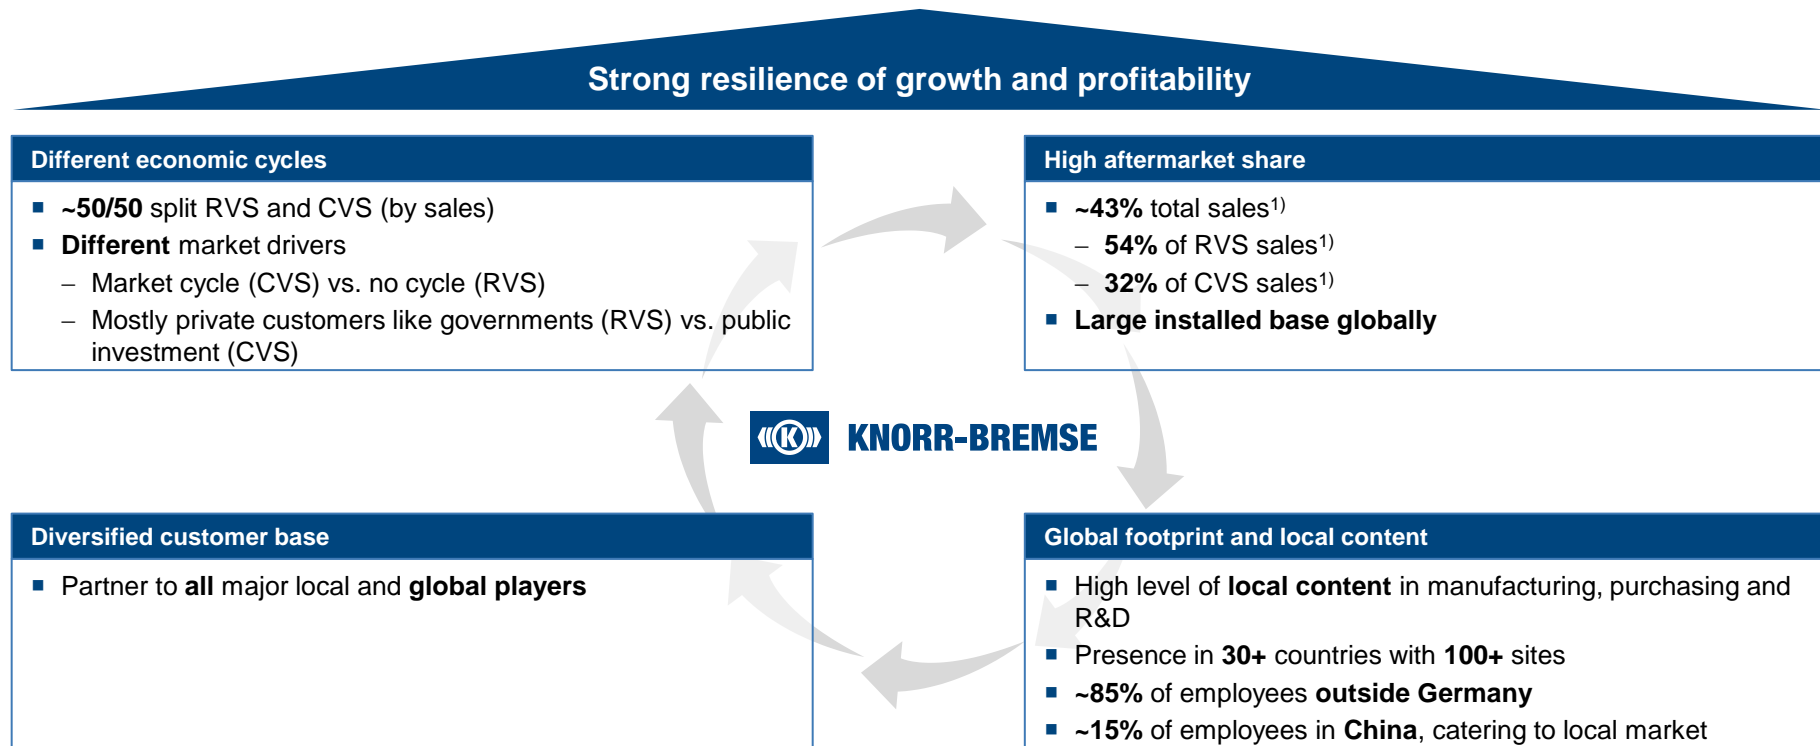 Strong resilience of growth and profitability
Different economic cycles
■ ~50/50 split RVS and CVS (by sales)
■ Different market drivers
– Market cycle (CVS) vs. no cycle (RVS)
– Mostly private customers like governments (RVS) vs. public
investment (CVS)
High aftermarket share
■ ~43% total sales1)
– 54% of RVS sales1)
– 32% of CVS sales1)
■ Large installed base globally
K KNORR-BREMSE
Diversified customer base
■ Partner to all major local and global players
Global footprint and local content
■ High level of local content in manufacturing, purchasing and
R&D
■ Presence in 30+ countries with 100+ sites
■ ~85% of employees outside Germany
■ ~15% of employees in China, catering to local market